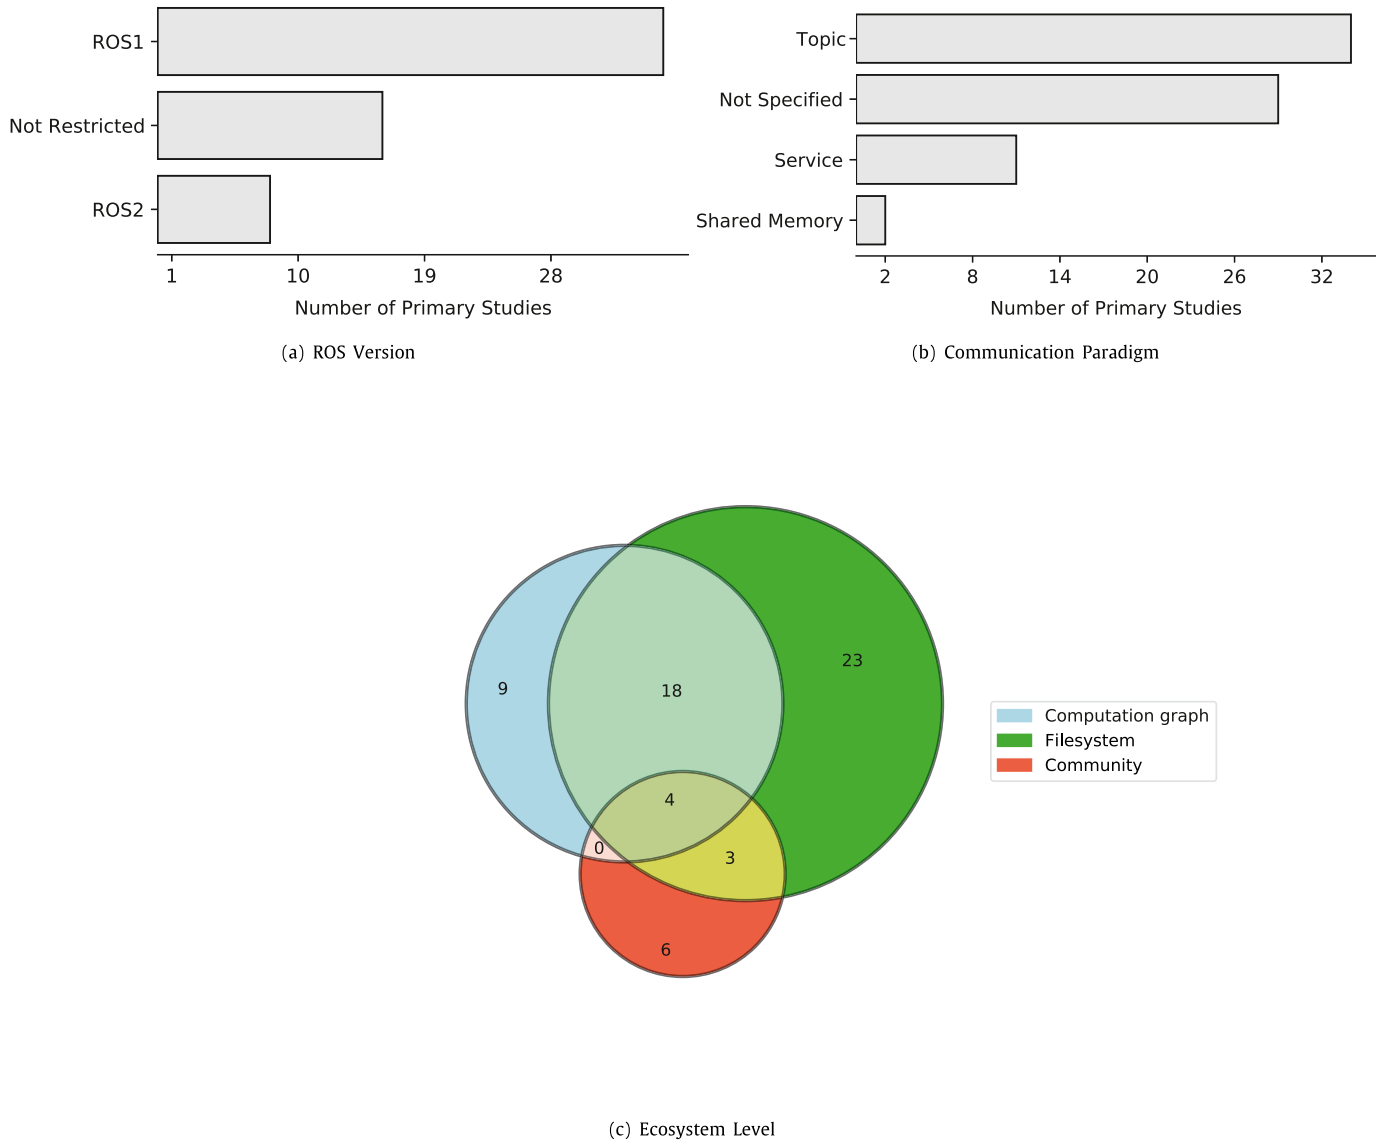 ROS1
Not Restricted
ROS2
1 10 19 28
Number of Primary Studies
(a) ROS Version
Topic
Not Specified
Service
Shared Memory
2 8 14 20 26 32
Number of Primary Studies
(b) Communication Paradigm
9
18
23
4
0
3
6
Computation graph
Filesystem
Community
(c) Ecosystem Level